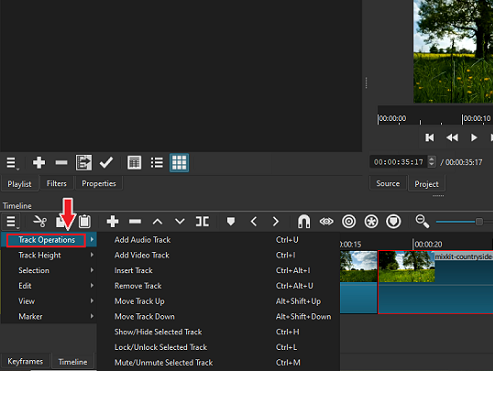 00:00:00
00:00:10
00:00:35:17
/ 00:00:35:17
Playlist
Filters
Properties
Source
Project
Timeline
Track Operations
Track Height
Selection
Edit
View
Marker
Add Audio Track Ctrl+U
Add Video Track Ctrl+I
Insert Track Ctrl+Alt+I
Remove Track Ctrl+Alt+U
Move Track Up Alt+Shift+Up
Move Track Down Alt+Shift+Down
Show/Hide Selected Track Ctrl+H
Lock/Unlock Selected Track Ctrl+L
Mute/Unmute Selected Track Ctrl+M
0:00:15
00:00:20
mixkit-countryside
Keyframes
Timeline